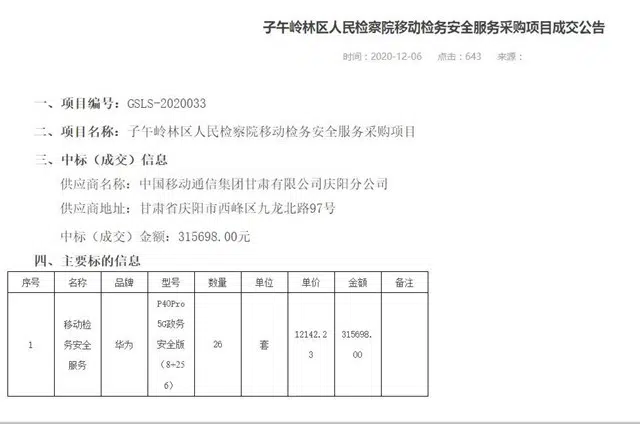 子午岭林区人民检察院移动检务安全服务采购项目成交公告
时间：2020-12-06 点击：643 来源：
一、项目编号：GSLS-2020033
二、项目名称：子午岭林区人民检察院移动检务安全服务采购项目
三、中标（成交）信息
供应商名称：中国移动通信集团甘肃有限公司庆阳分公司
供应商地址：甘肃省庆阳市西峰区九龙北路97号
中标（成交）金额：315698.00元
四、主要标的信息
序号 名称 品牌 型号 数量 单位 单价 金额 备注
1 移动检务安全服务 华为 P40Pro 5G政务安全版（8+256） 26 套 12142.23 315698.00